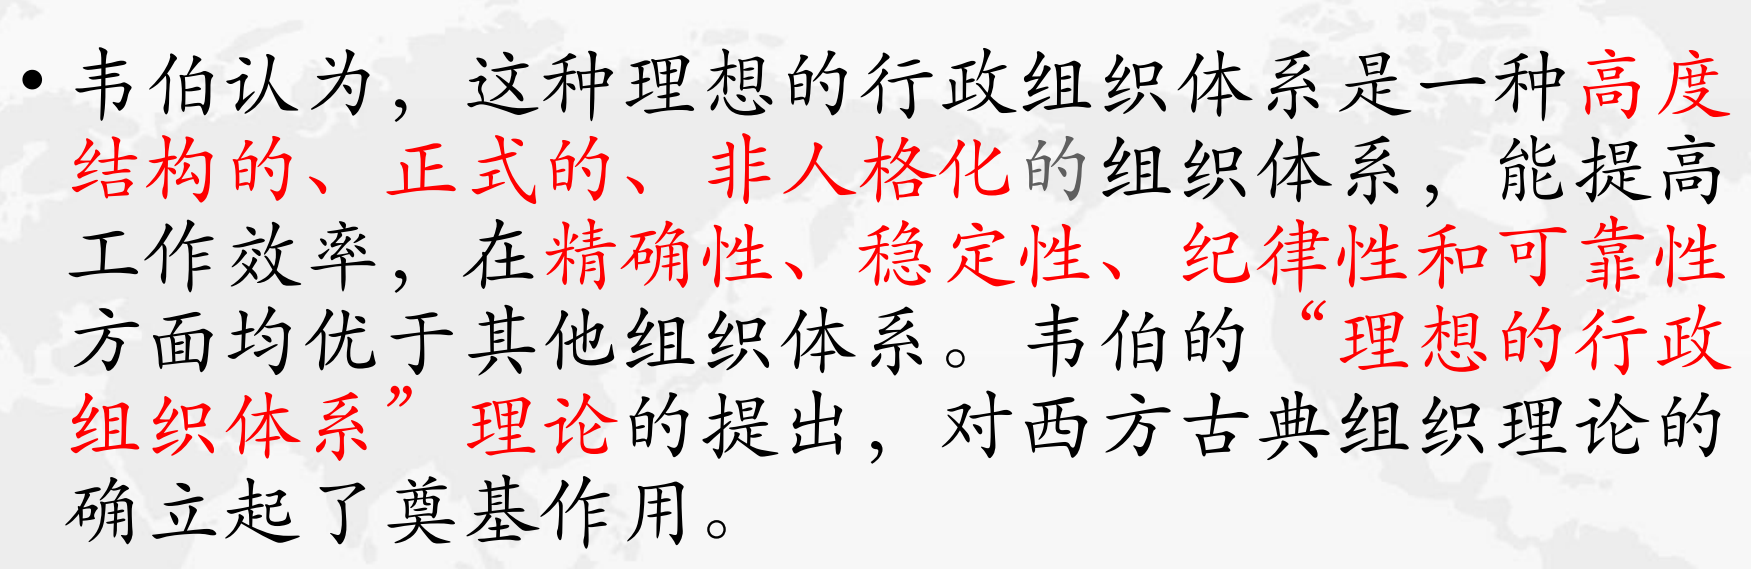 • 韦伯认为，这种理想的行政组织体系是一种高度
结构的、正式的、非人格化的组织体系，能提高
工作效率，在精确性、稳定性、纪律性和可靠性
方面均优于其他组织体系。韦伯的“理想的行政
组织体系”理论的提出，对西方古典组织理论的
确立起了奠基作用。